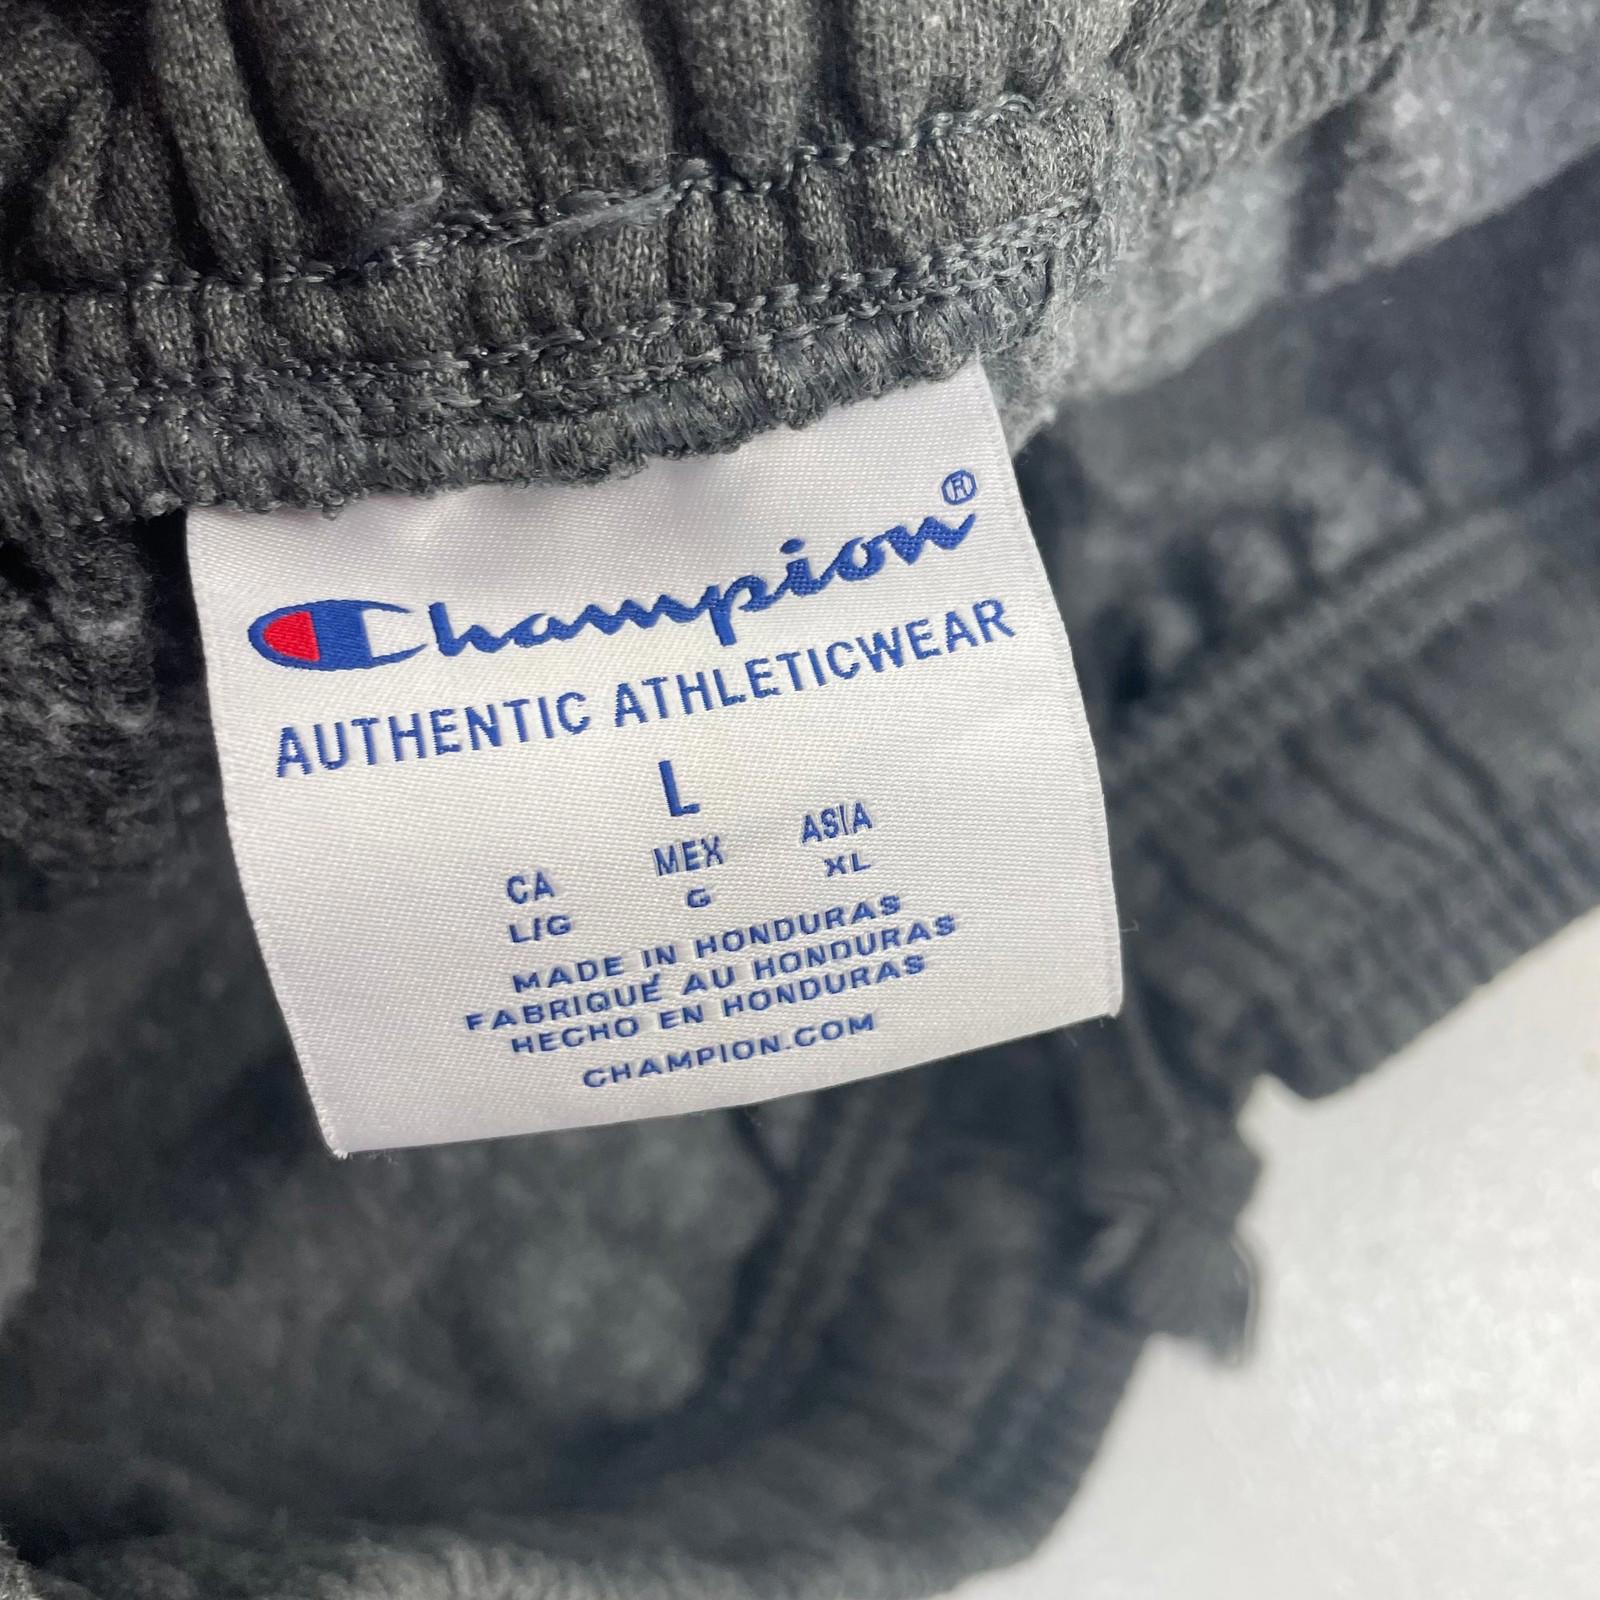 Champion®
AUTHENTIC ATHLETICWEAR
L
CA MEX ASIA
L/G G XL
MADE IN HONDURAS
FABRIQUÉ AU HONDURAS
HECHO EN HONDURAS
CHAMPION.COM